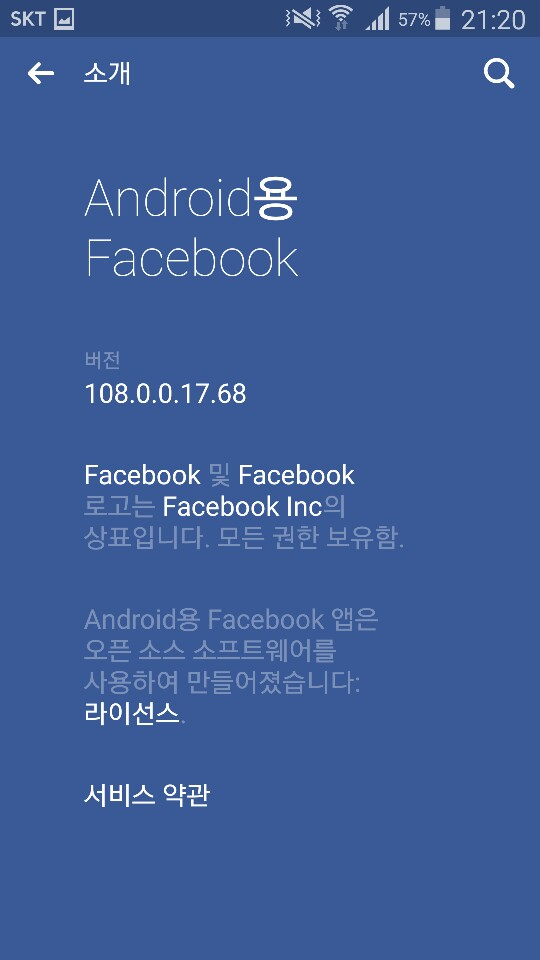 SKT 57% 21:20
소개
Android용
Facebook
버전
108.0.0.17.68
Facebook 및 Facebook
로고는 Facebook Inc의
상표입니다. 모든 권한 보유함.
Android용 Facebook 앱은
오픈 소스 소프트웨어를
사용하여 만들어졌습니다:
라이선스.
서비스 약관